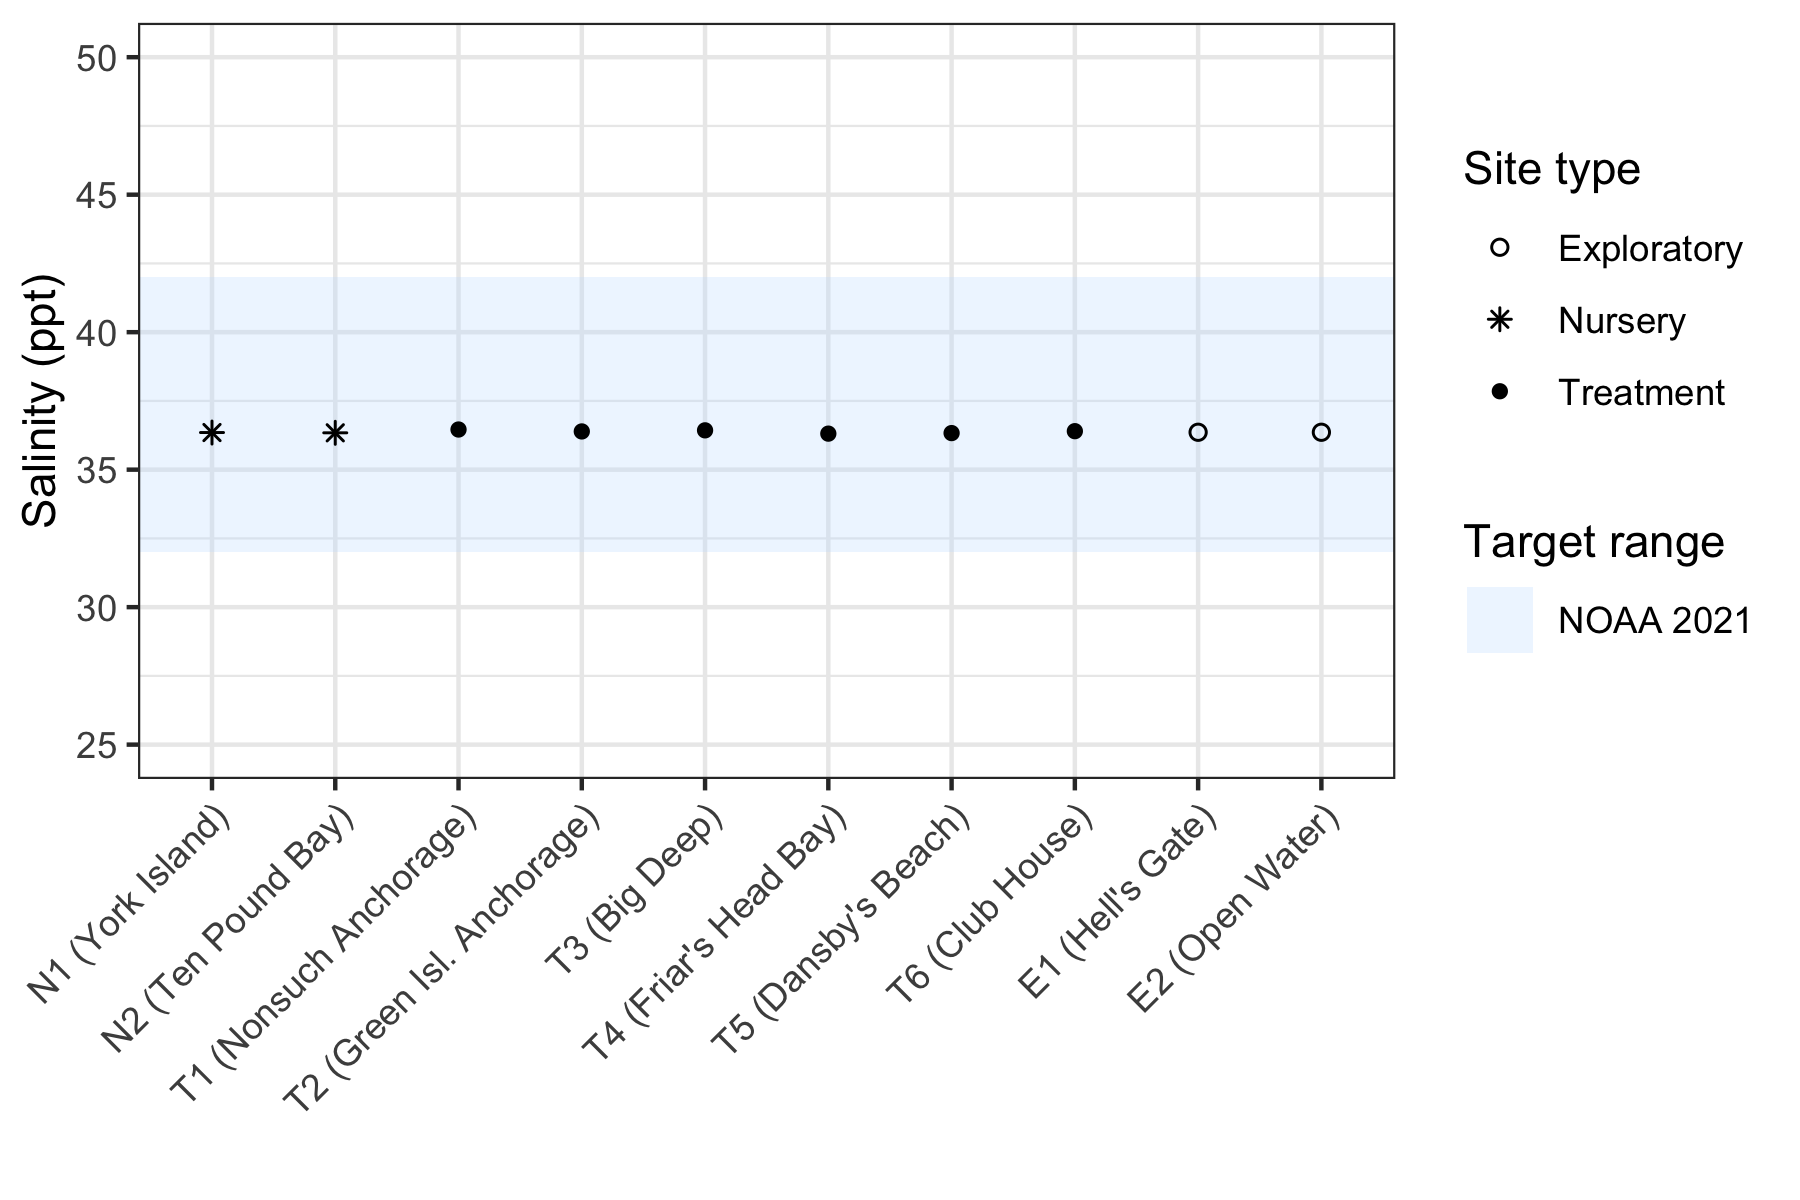 50
45
40
35
30
25
Salinity (ppt)
N1 (York Island)
N2 (Ten Pound Bay)
T1 (Nonsuch Anchorage)
T2 (Green Isl. Anchorage)
T3 (Big Deep)
T4 (Friar's Head Bay)
T5 (Dansby's Beach)
T6 (Club House)
E1 (Hell's Gate)
E2 (Open Water)
Site type
Exploratory
Nursery
Treatment
Target range
NOAA 2021